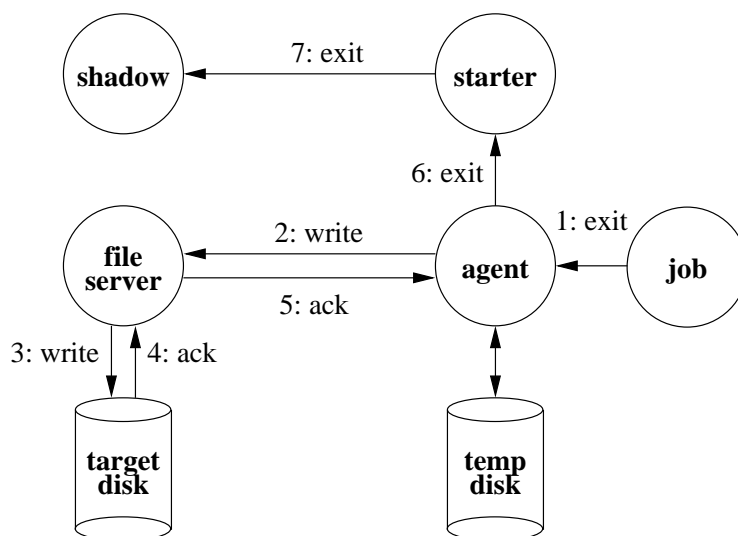 7: exit
shadow
starter
6: exit
2: write
1: exit
file
server
agent
job
5: ack
3: write
4: ack
target
disk
temp
disk